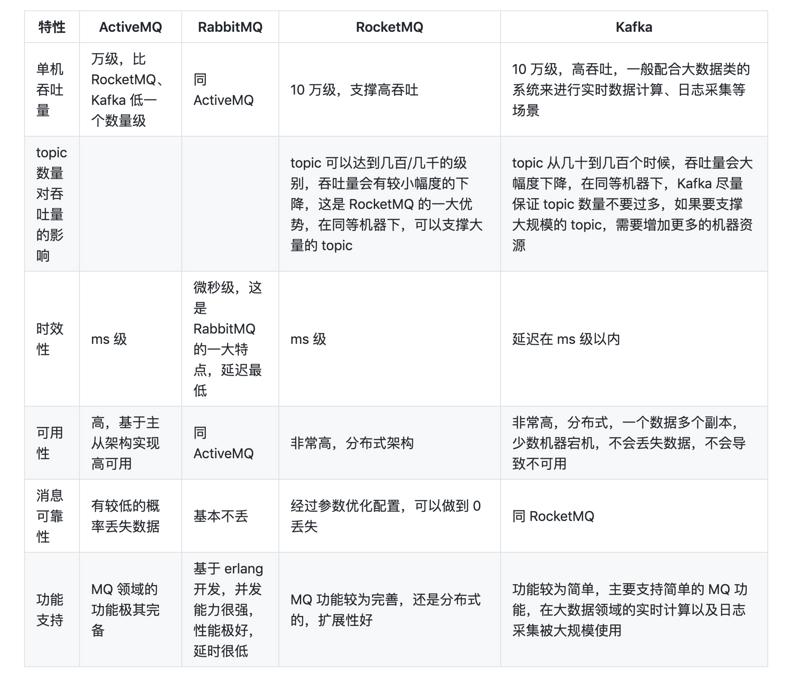 特性
ActiveMQ
RabbitMQ
RocketMQ
Kafka
单机
吞吐
量
万级，比
RocketMQ、
Kafka 低一
个数量级
同
ActiveMQ
10 万级，支撑高吞吐
10 万级，高吞吐，一般配合大数据类的
系统来进行实时数据计算、日志采集等
场景
topic
数量
对吞
吐量
的影
响
topic 可以达到几百/几千的级
别，吞吐量会有较小幅度的下
降，这是 RocketMQ 的一大优
势，在同等机器下，可以支撑大
量的 topic
topic 从几十到几百个时候，吞吐量会大
幅度下降，在同等机器下，Kafka 尽量
保证 topic 数量不要过多，如果要支撑
大规模的 topic，需要增加更多的机器资
源
时效
性
ms 级
微秒级，这
是
RabbitMQ
的一大特
点，延迟最
低
ms 级
延迟在 ms 级以内
可用
性
高，基于主
从架构实现
高可用
同
ActiveMQ
非常高，分布式架构
非常高，分布式，一个数据多个副本，
少数机器宕机，不会丢失数据，不会导
致不可用
消息
可靠
性
有较低的概
率丢失数据
基本不丢
经过参数优化配置，可以做到 0
丢失
同 RocketMQ
功能
支持
MQ 领域的
功能极其完
备
基于 erlang
开发，并发
能力很强，
性能极好，
延时很低
MQ 功能较为完善，还是分布式
的，扩展性好
功能较为简单，主要支持简单的 MQ 功
能，在大数据领域的实时计算以及日志
采集被大规模使用